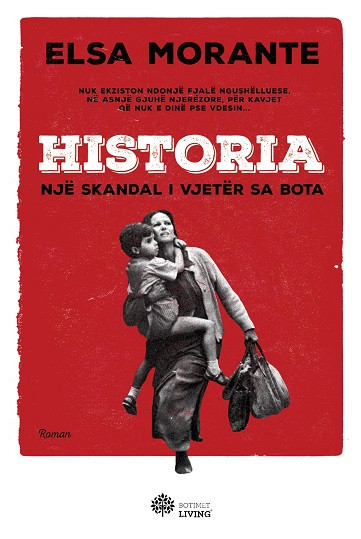 ELSA MORANTE
NUK EKZISTON NDONJË FJALË NGUSHËLLUESE,
NË ASNJË GJUHË NJERËZORE, PËR KAVJET
QË NUK E DINË PSE VDESIN...
HISTORIA
NJË SKANDAL I VJETËR SA BOTA
Roman
BOTIMET
LIVING